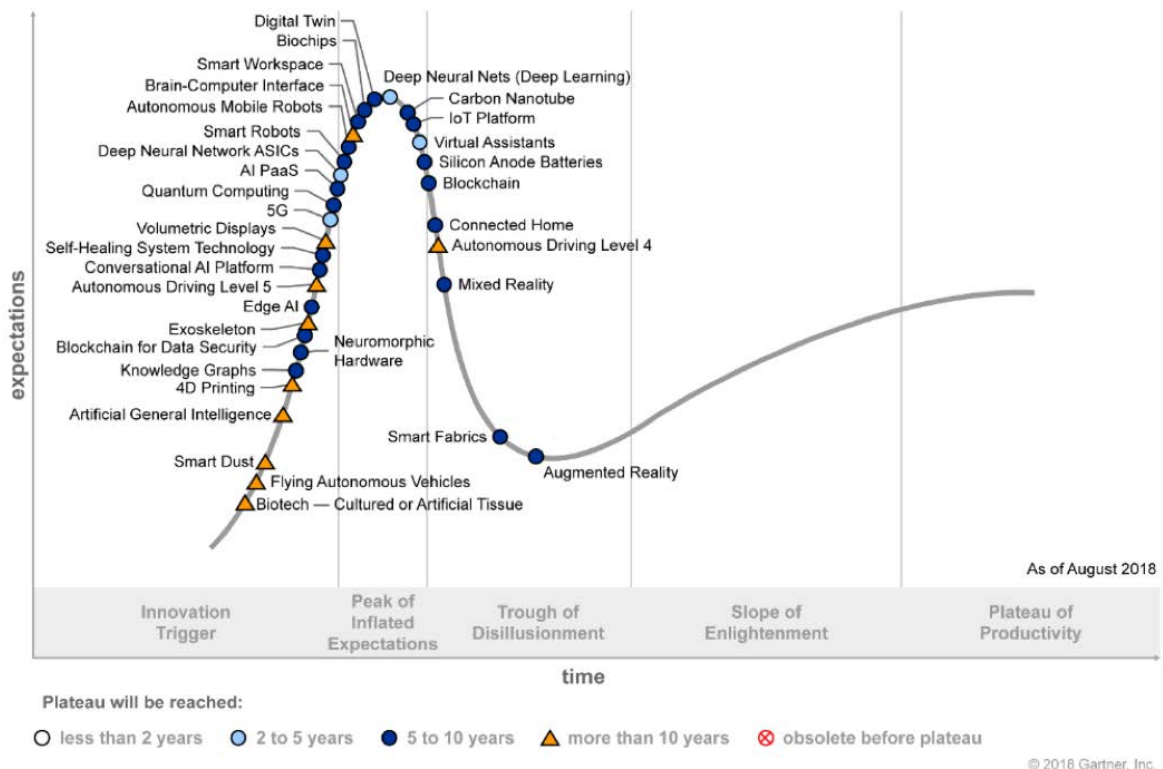 Digital Twin
Biochips
Smart Workspace
Brain-Computer Interface
Autonomous Mobile Robots
Smart Robots
Deep Neural Network ASICs
AI PaaS
Quantum Computing
5G
Volumetric Displays
Self-Healing System Technology
Conversational AI Platform
Autonomous Driving Level 5
Edge AI
Exoskeleton
Blockchain for Data Security
Neuromorphic
Hardware
Knowledge Graphs
4D Printing
Artificial General Intelligence
Smart Dust
Flying Autonomous Vehicles
Biotech — Cultured or Artificial Tissue
Deep Neural Nets (Deep Learning)
Carbon Nanotube
IoT Platform
Virtual Assistants
Silicon Anode Batteries
Blockchain
Connected Home
Autonomous Driving Level 4
Mixed Reality
Smart Fabrics
Augmented Reality
expectations
As of August 2018
Innovation
Trigger
Peak of
Inflated
Expectations
Trough of
Disillusionment
Slope of
Enlightenment
Plateau of
Productivity
time
Plateau will be reached:
less than 2 years
2 to 5 years
5 to 10 years
more than 10 years
obsolete before plateau
© 2018 Gartner, Inc.